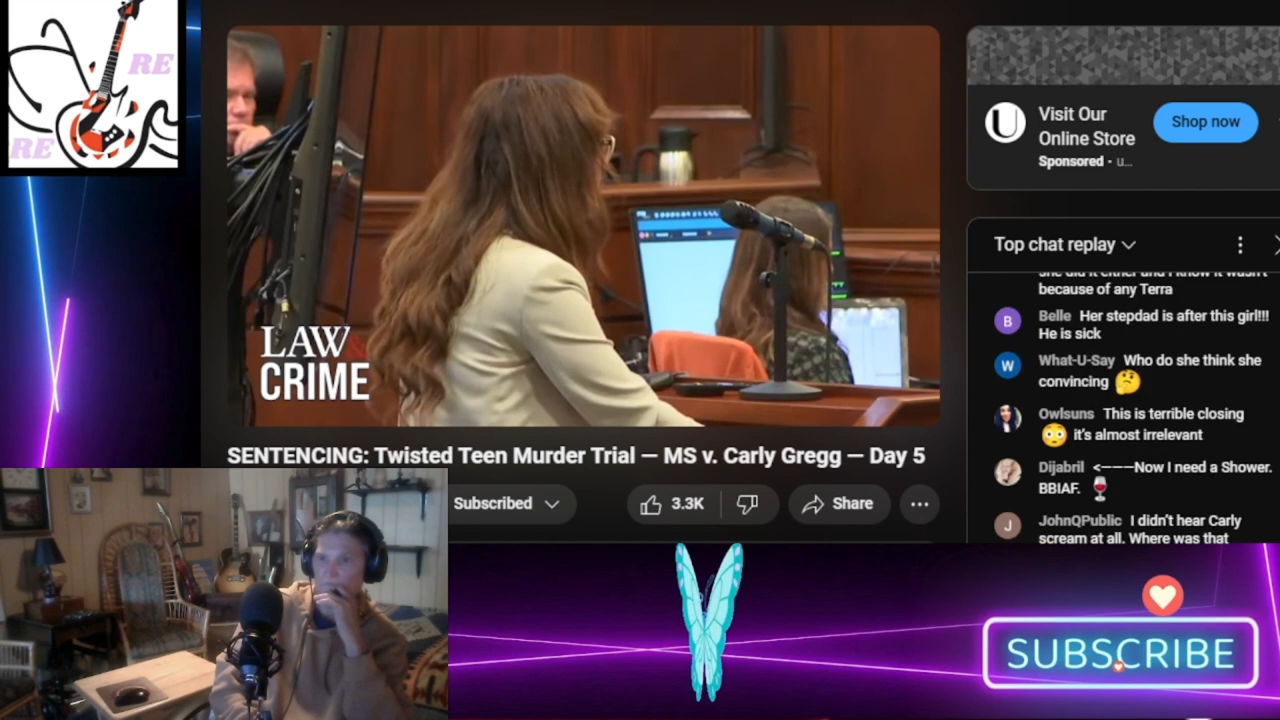 RE
RE
LAW
CRIME
SENTENCING: Twisted Teen Murder Trial — MS v. Carly Gregg — Day 5
Subscribed
3.3K
Share
Visit Our
Online Store
Sponsored · u...
Shop now
Top chat replay
she did it either and I know it wasn't
because of any Terra
B
Belle Her stepdad is after this girl!!!
He is sick
W
What-U-Say Who do she think she
convincing 🤔
Owlsuns This is terrible closing
😳 it's almost irrelevant
Dijabril <———Now I need a Shower.
BBIAF. 🍷
J
JohnQPublic I didn't hear Carly
scream at all. Where was that
SUBSCRIBE